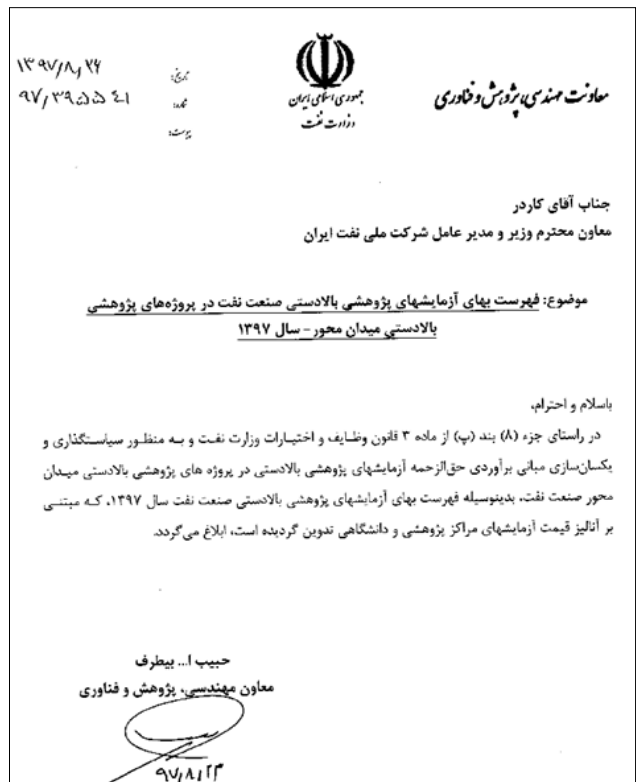 ۱۳۹۷/۸/۲۶
تاریخ:
۹۷/۳۹۵۵۴۱
شماره:
پیوست:
جمهوری اسلامی ایران
وزارت نفت
معاونت مهندسی، پژوهش و فناوری
جناب آقای کاردر
معاون محترم وزیر و مدیر عامل شرکت ملی نفت ایران
موضوع: فهرست بهای آزمایشهای پژوهشی بالادستی صنعت نفت در پروژه‌های پژوهشی
بالادستی میدان محور - سال ۱۳۹۷
باسلام و احترام،
در راستای جزء (۸) بند (پ) از ماده ۳ قانون وظایف و اختیارات وزارت نفت و به منظور سیاستگذاری و
یکسان‌سازی مبانی برآوردی حق‌الزحمه آزمایشهای پژوهشی بالادستی در پروژه های پژوهشی بالادستی میدان
محور صنعت نفت، بدینوسیله فهرست بهای آزمایشهای پژوهشی بالادستی صنعت نفت سال ۱۳۹۷، که مبتنی
بر آنالیز قیمت آزمایشهای مراکز پژوهشی و دانشگاهی تدوین گردیده است، ابلاغ می‌گردد.
حبیب ا... بیطرف
معاون مهندسی، پژوهش و فناوری
۹۷/۸/۲۳